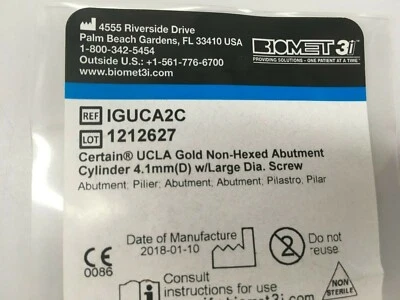 4555 Riverside Drive
Palm Beach Gardens, FL 33410 USA
1-800-342-5454
Outside U.S.: +1-561-776-6700
www.biomet3i.com
BIOMET 3i
PROVIDING SOLUTIONS - ONE PATIENT AT A TIME
REF IGUCA2C
LOT 1212627
Certain® UCLA Gold Non-Hexed Abutment
Cylinder 4.1mm(D) w/Large Dia. Screw
Abutment; Pilier; Abutment; Abutment; Pilastro; Pilar
CE
0086
Date of Manufacture
2018-01-10
2
Do not
reuse
Consult
instructions for use
NON
STERILE